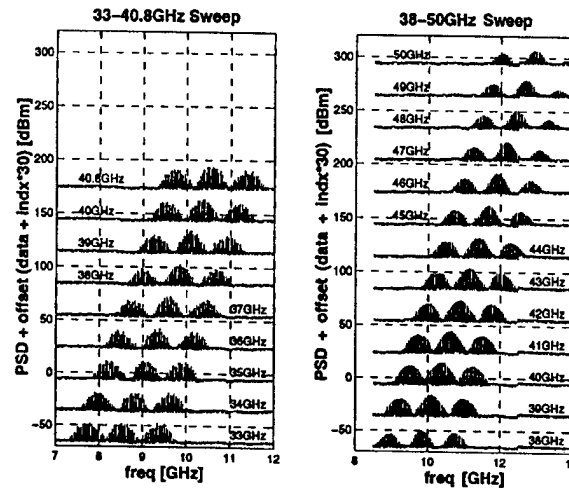 33-40.8GHz Sweep
PSD + offset (data + Indx*30) [dBm]
300
250
200
150
100
50
0
-50
40.8GHz
40GHz
39GHz
38GHz
37GHz
36GHz
35GHz
34GHz
33GHz
7 8 9 10 11 12
freq [GHz]
38-50GHz Sweep
PSD + offset (data + Indx*30) [dBm]
300
250
200
150
100
50
0
-50
50GHz
49GHz
48GHz
47GHz
46GHz
45GHz
44GHz
43GHz
42GHz
41GHz
40GHz
39GHz
38GHz
10 12 14
freq [GHz]